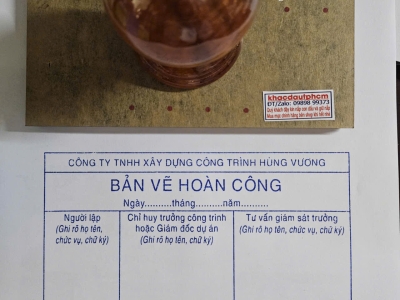 khacdautphcm
ĐT/Zalo: 09898 99373
CÔNG TY TNHH XÂY DỰNG CÔNG TRÌNH HÙNG VƯƠNG
BẢN VẼ HOÀN CÔNG
Ngày..........tháng.........năm..........
Người lập
(Ghi rõ họ tên,
chức vụ, chữ ký)
Chỉ huy trưởng công trình
hoặc Giám đốc dự án
(Ghi rõ họ tên, chữ ký)
Tư vấn giám sát trưởng
(Ghi rõ họ tên, chức vụ, chữ ký)